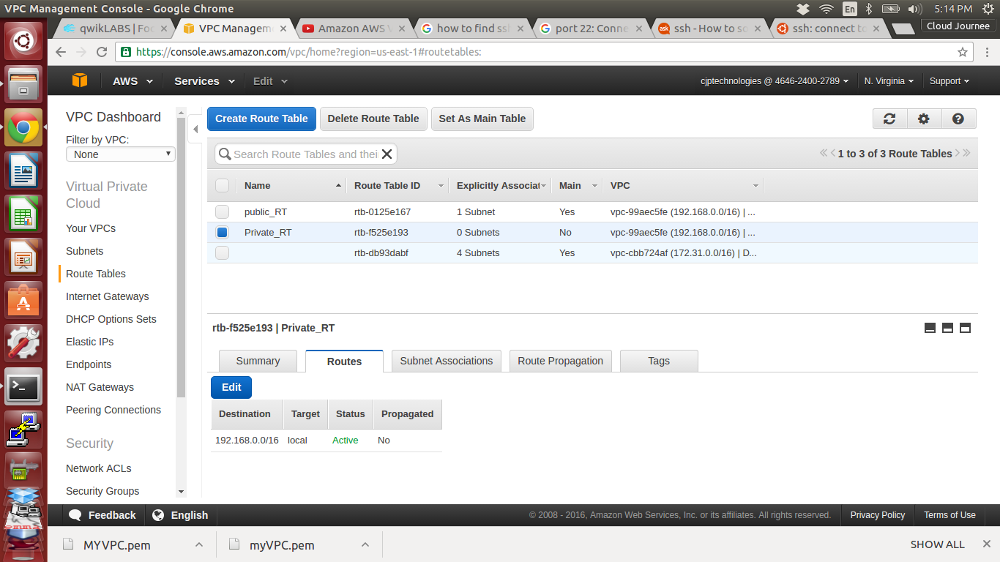 VPC Management Console - Google Chrome
En
5:14 PM
qwikLABS | Foc
VPC Managem
Amazon AWS V
how to find ssh
port 22: Conne
ssh - How to so
ssh: connect to
Cloud Journee
https://console.aws.amazon.com/vpc/home?region=us-east-1#routetables:
AWS
Services
Edit
cjptechnologies @ 4646-2400-2789
N. Virginia
Support
VPC Dashboard
Filter by VPC:
None
Virtual Private
Cloud
Your VPCs
Subnets
Route Tables
Internet Gateways
DHCP Options Sets
Elastic IPs
Endpoints
NAT Gateways
Peering Connections
Security
Network ACLs
Security Groups
Create Route Table
Delete Route Table
Set As Main Table
Search Route Tables and thei
1 to 3 of 3 Route Tables
Name Route Table ID Explicitly Associat Main VPC
public_RT rtb-0125e167 1 Subnet Yes vpc-99aec5fe (192.168.0.0/16) | ...
Private_RT rtb-f525e193 0 Subnets No vpc-99aec5fe (192.168.0.0/16) | ...
rtb-db93dabf 4 Subnets Yes vpc-cbb724af (172.31.0.0/16) | D...
rtb-f525e193 | Private_RT
Summary
Routes
Subnet Associations
Route Propagation
Tags
Edit
Destination Target Status Propagated
192.168.0.0/16 local Active No
Feedback
English
© 2008 - 2016, Amazon Web Services, Inc. or its affiliates. All rights reserved.
Privacy Policy
Terms of Use
MYVPC.pem
myVPC.pem
SHOW ALL